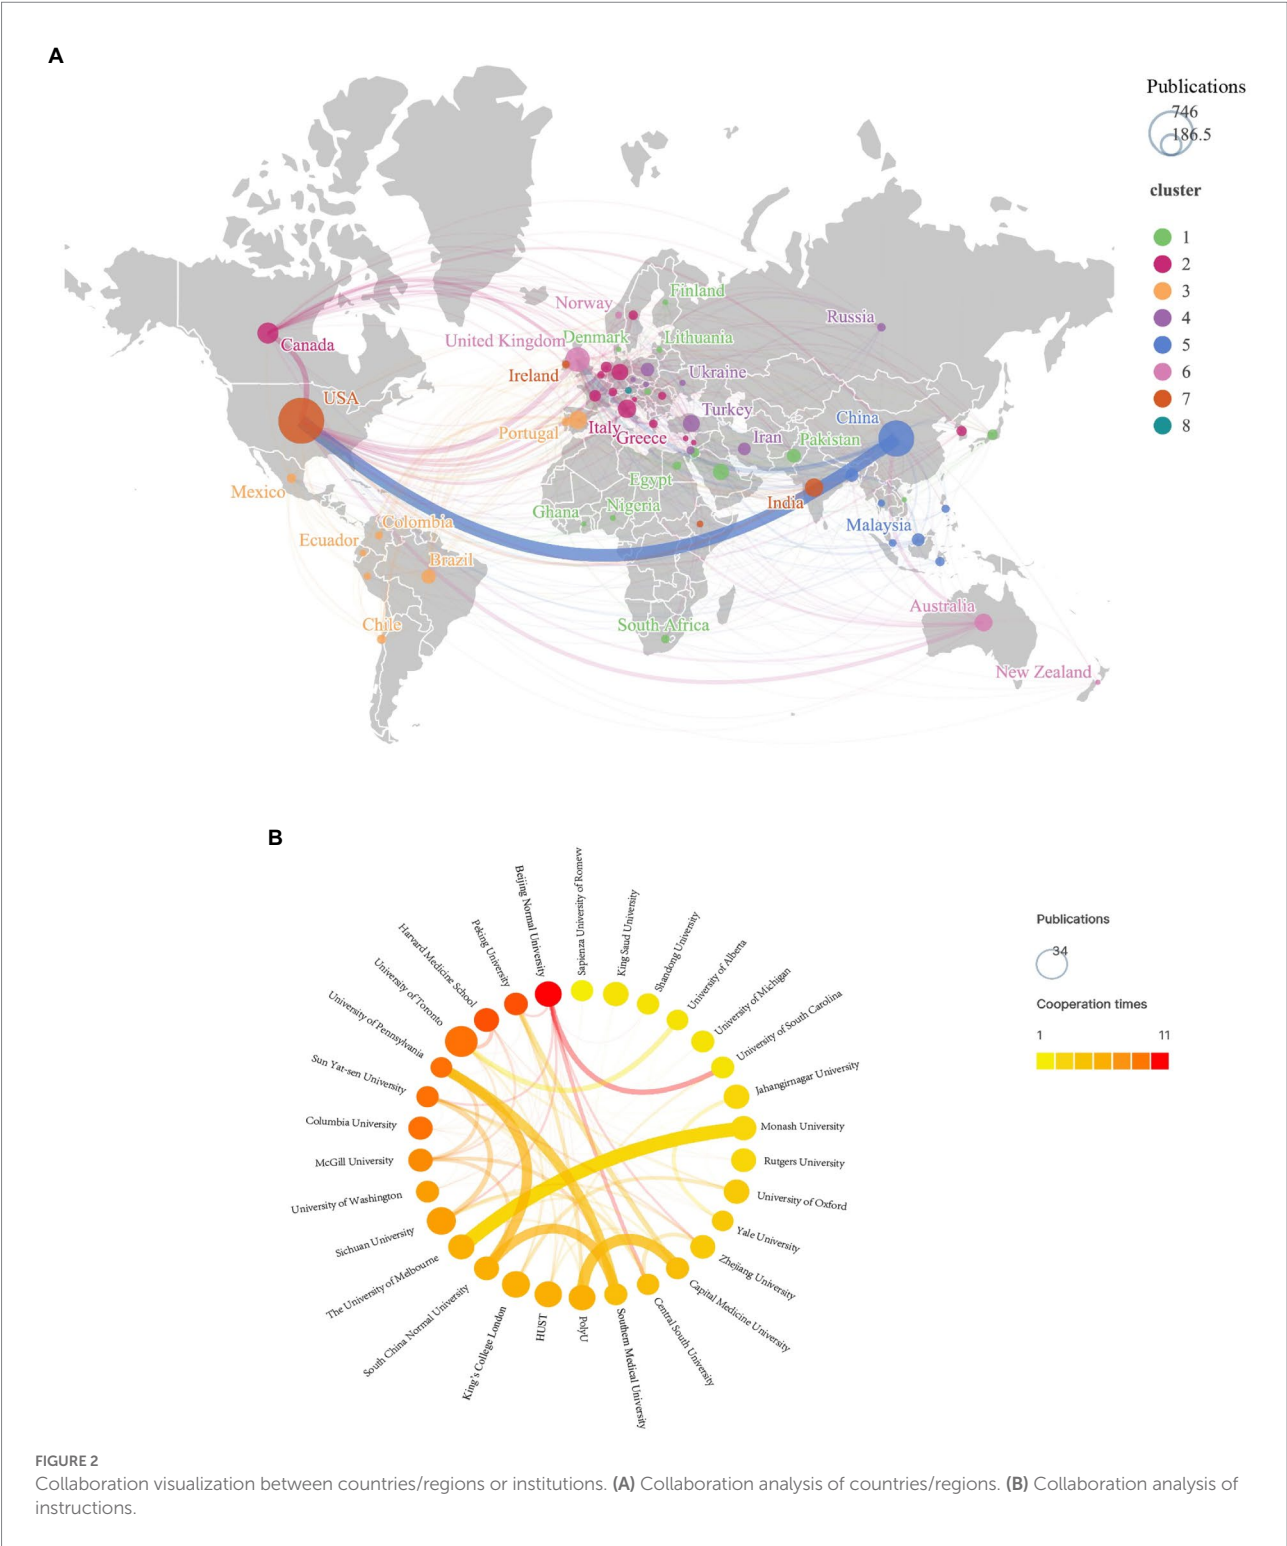 A
Publications
746
186.5
cluster
1
2
3
4
5
6
7
8
Norway
Finland
Russia
United Kingdom
Denmark
Lithuania
Canada
Ireland
Ukraine
USA
Turkey
China
Portugal
Italy
Greece
Iran
Pakistan
Egypt
Mexico
India
Ghana
Nigeria
Colombia
Malaysia
Ecuador
Brazil
Australia
Chile
South Africa
New Zealand
B
Beijing Normal University
Sapienza University of Romevv
King Saud University
Shandong University
University of Alberta
University of Michigan
University of South Carolina
Jahangirnagar University
Monash University
Rutgers University
University of Oxford
Yale University
Zhejiang University
Capital Medicine University
Central South University
Southern Medical University
PolyU
HUST
King's College London
South China Normal University
The University of Melbourne
Sichuan University
University of Washington
McGill University
Columbia University
Sun Yat-sen University
University of Pennsylvania
University of Toronto
Harvard Medicine School
Peking University
Publications
34
Cooperation times
1 11
FIGURE 2
Collaboration visualization between countries/regions or institutions. (A) Collaboration analysis of countries/regions. (B) Collaboration analysis of
instructions.